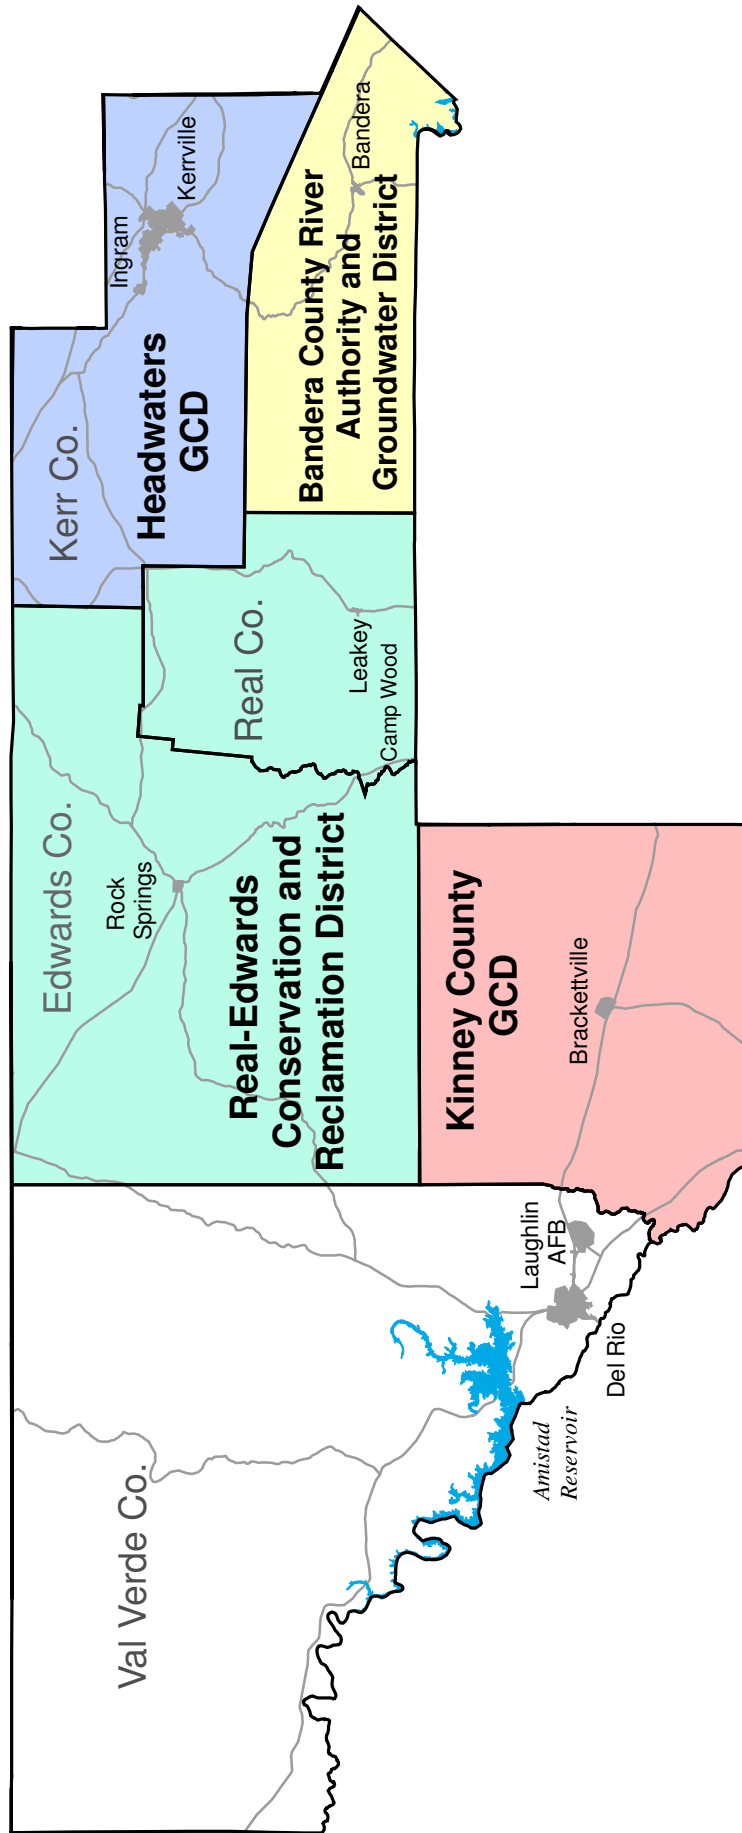 Val Verde Co.
Amistad
Reservoir
Del Rio
Laughlin
AFB
Edwards Co.
Rock
Springs
Real-Edwards
Conservation and
Reclamation District
Kinney County
GCD
Brackettville
Real Co.
Leakey
Camp Wood
Kerr Co.
Headwaters
GCD
Ingram
Kerrville
Bandera County River
Authority and
Groundwater District
Bandera